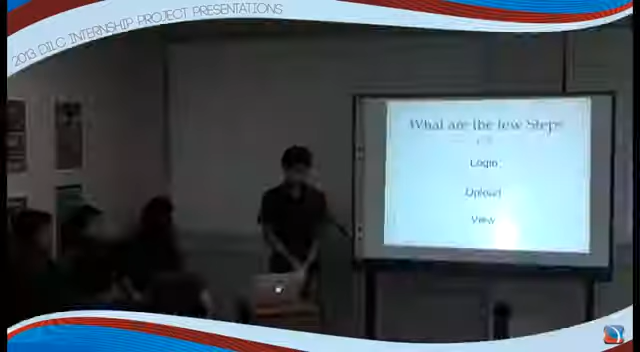 2013 DILC INTERNSHIP PROJECT PRESENTATIONS
What are the few Steps
Login
Upload
View